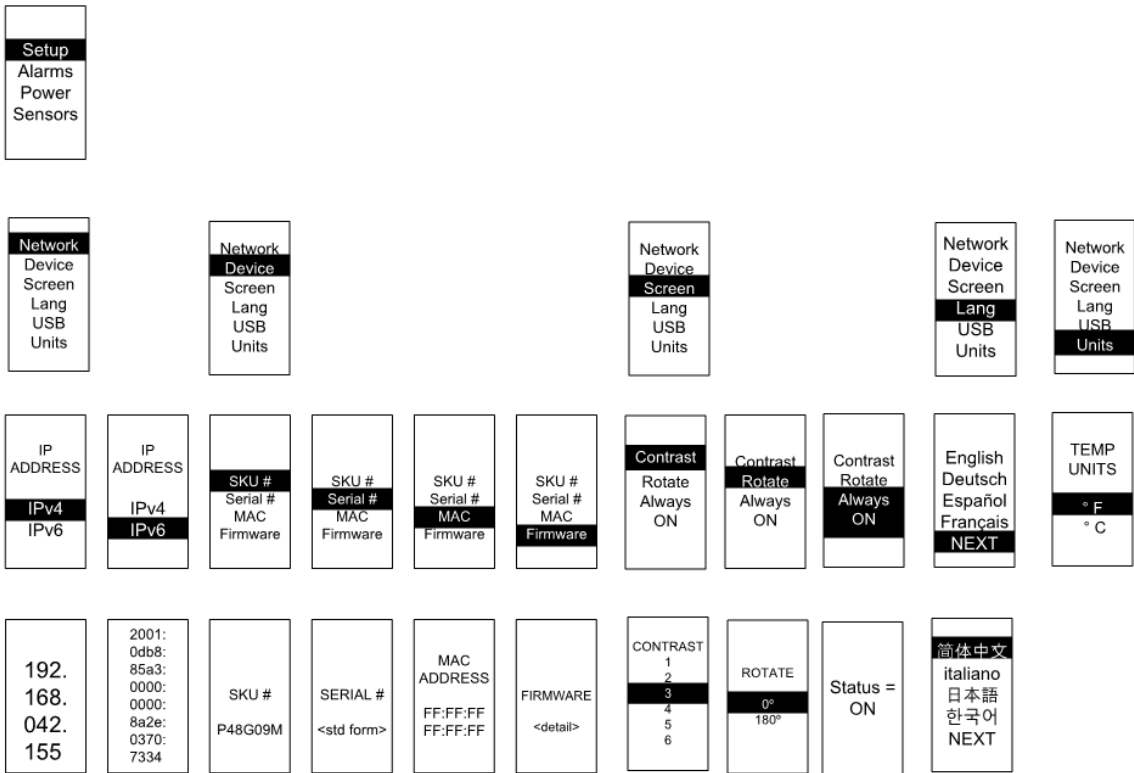 Setup
Alarms
Power
Sensors
Network
Device
Screen
Lang
USB
Units
Network
Device
Screen
Lang
USB
Units
Network
Device
Screen
Lang
USB
Units
Network
Device
Screen
Lang
USB
Units
Network
Device
Screen
Lang
USB
Units
IP
ADDRESS
IPv4
IPv6
IP
ADDRESS
IPv4
IPv6
SKU #
Serial #
MAC
Firmware
SKU #
Serial #
MAC
Firmware
SKU #
Serial #
MAC
Firmware
SKU #
Serial #
MAC
Firmware
Contrast
Rotate
Always
ON
Contrast
Rotate
Always
ON
Contrast
Rotate
Always
ON
English
Deutsch
Español
Français
NEXT
TEMP
UNITS
° F
° C
192.
168.
042.
155
2001:
0db8:
85a3:
0000:
0000:
8a2e:
0370:
7334
SKU #
P48G09M
SERIAL #
<std form>
MAC
ADDRESS
FF:FF:FF
FF:FF:FF
FIRMWARE
<detail>
CONTRAST
1
2
3
4
5
6
ROTATE
0º
180º
Status =
ON
简体中文
italiano
日本語
한국어
NEXT